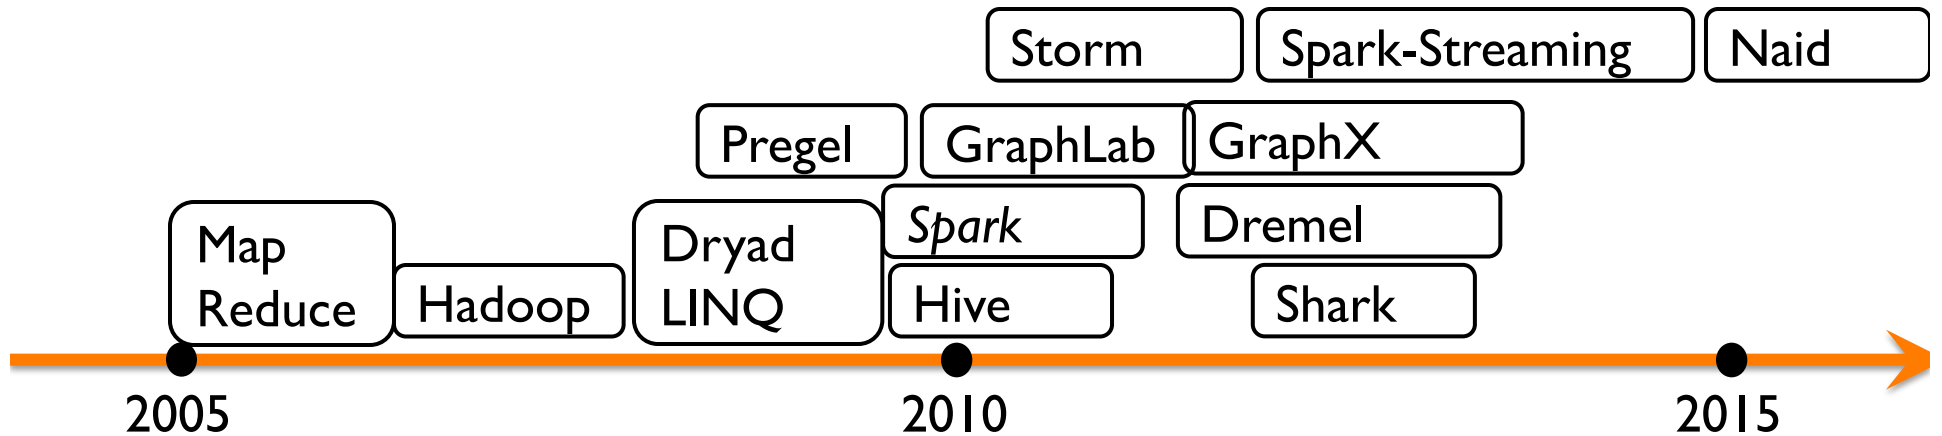 Storm
Spark-Streaming
Naid
Pregel
GraphLab
GraphX
Spark
Dremel
Map
Reduce
Hadoop
Dryad
LINQ
Hive
Shark
2005
2010
2015